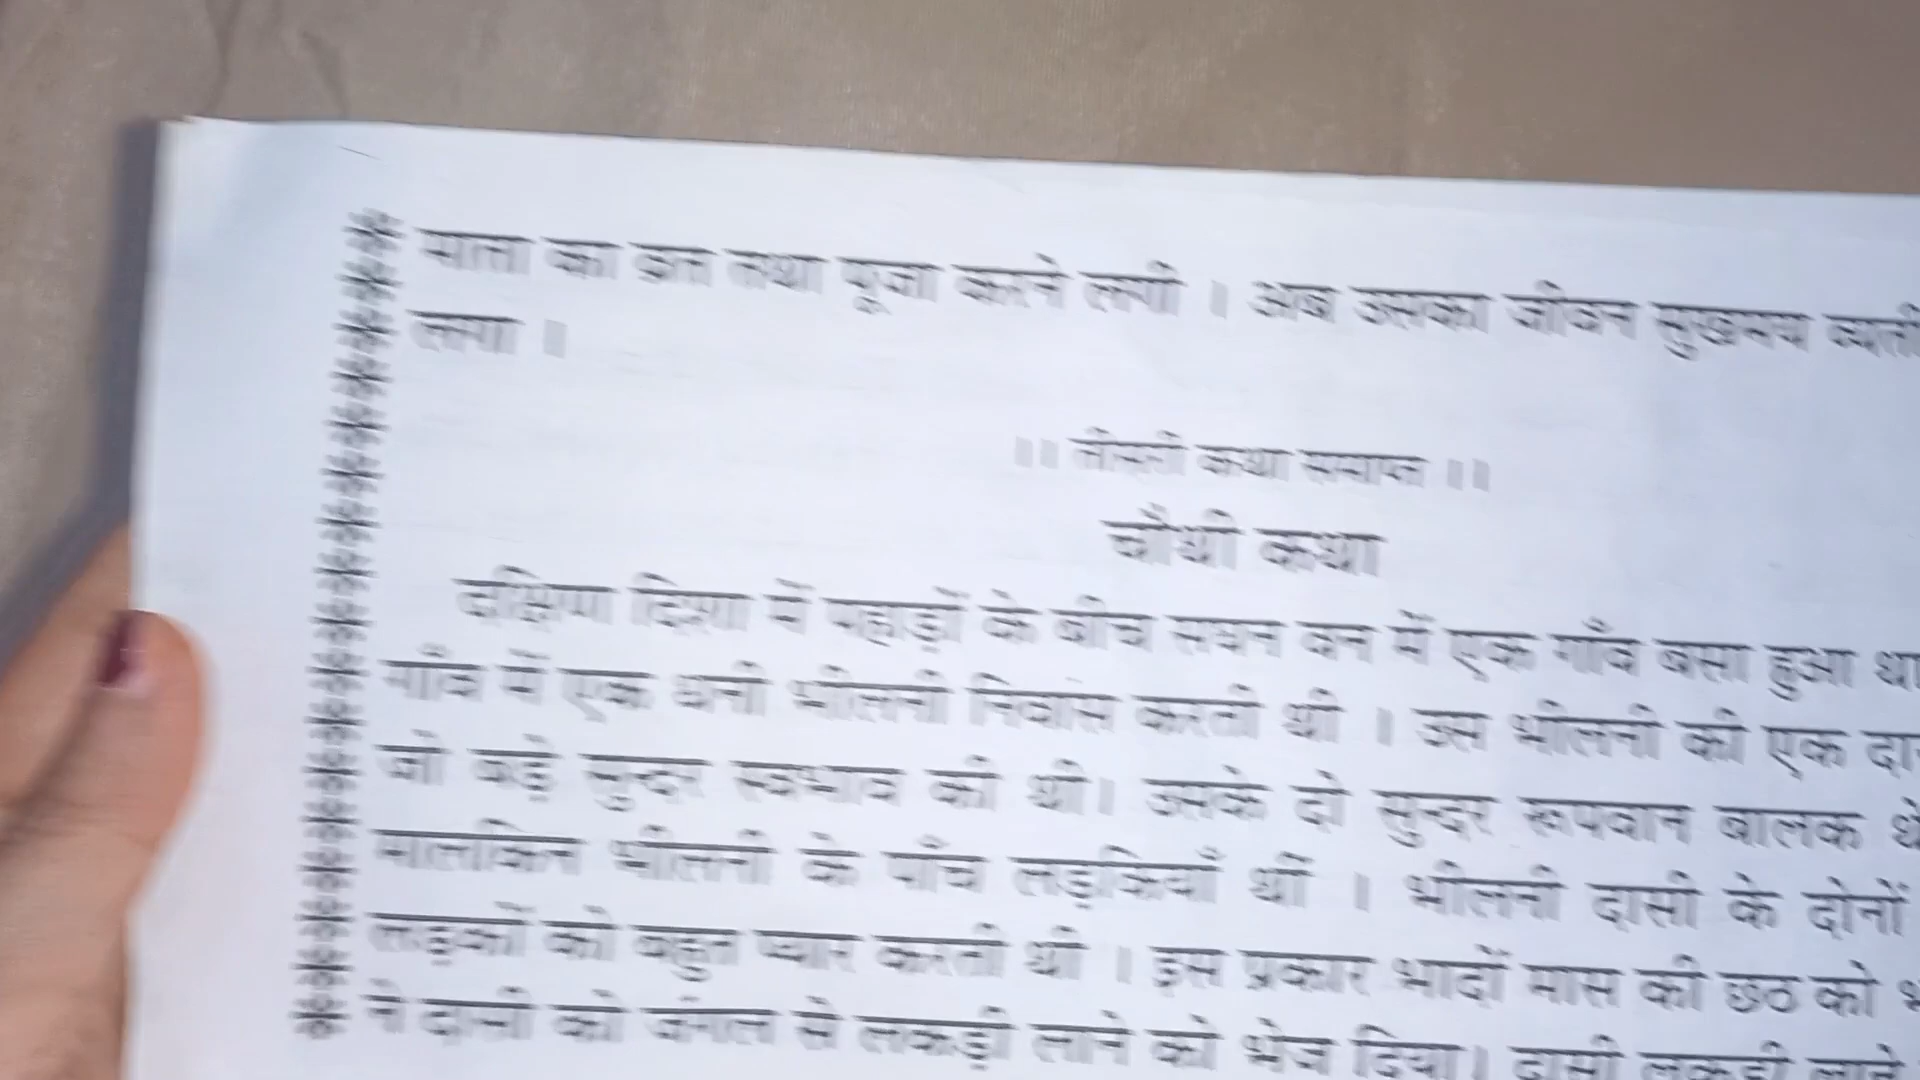 माता का व्रत तथा पूजा करने लगी । अब उसका जीवन सुखमय
लगा ॥
।। तीसरी कथा समाप्त ।।
चौथी कथा
दक्षिण दिशा में पहाड़ों के बीच सघन वन में एक गाँव बसा हुआ
गाँव में एक धनी भीलनी निवास करती थी । उस भीलनी की एक
जो बड़े सुन्दर स्वभाव की थी। उसके दो सुन्दर रूपवान बालक
मालकिन भीलनी के पाँच लड़कियाँ थीं । भीलनी दासी के दोनों
लड़कों को बहुत प्यार करती थी । इस प्रकार भादों मास की छठ को
ने दासी को जंगल से लकड़ी लाने को भेज दिया। दासी लकड़ी लाने